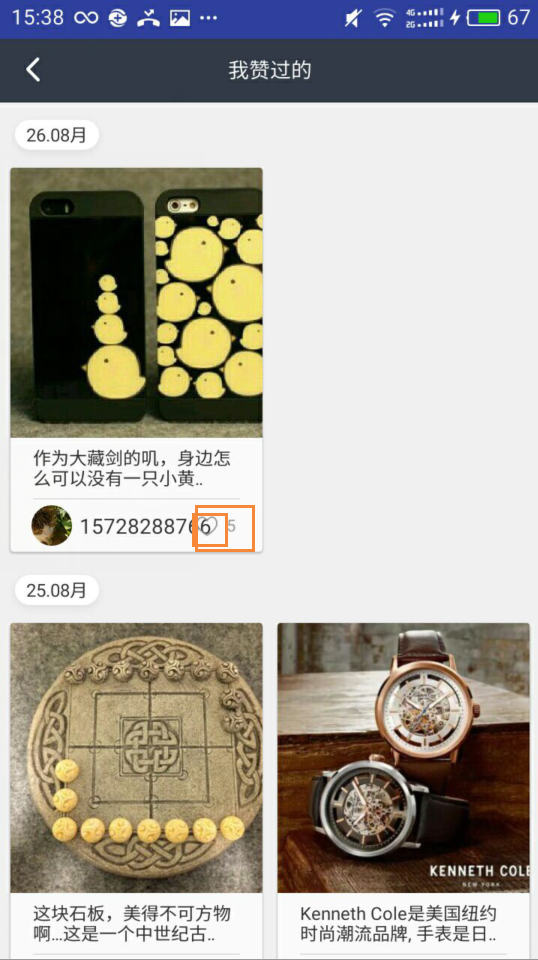 15:38
4G
2G
67
我赞过的
26.08月
作为大藏剑的叽，身边怎
么可以没有一只小黄..
15728288766
5
25.08月
KENNETH COL
NEW YORK
这块石板，美得不可方物
啊...这是一个中世纪古..
Kenneth Cole是美国纽约
时尚潮流品牌, 手表是日..